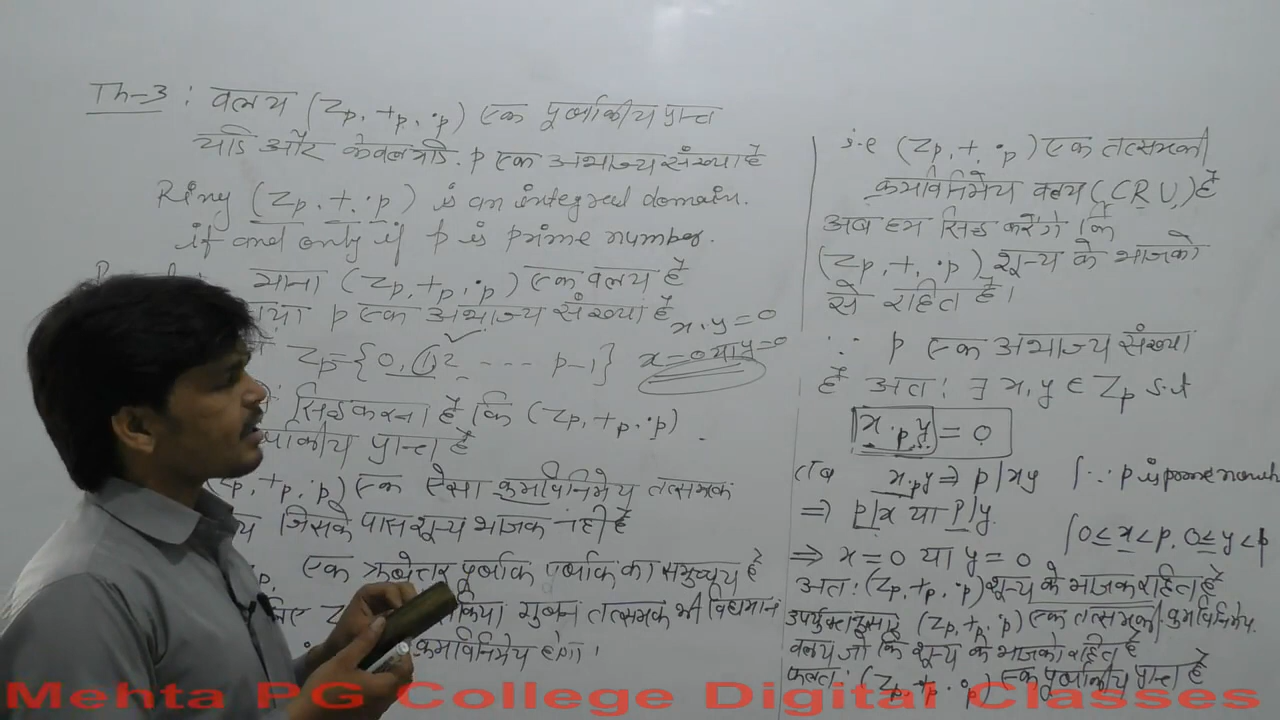 Th-3 : वलय (Zp, +p, ·p) एक पूर्णांकीय प्रान्त
यदि और केवल यदि. p एक अभाज्य संख्या है
Ring (Zp, +, ·p) is an integral domain.
if and only if p is prime number.
माना (Zp, +p, ·p) एक वलय है
p एक अभाज्य संख्या है
Zp={0, 1, 2 ---- p-1}
x.y=0
x=0 या y=0
सिद्ध करना है कि (Zp, +p, ·p)
प्रान्त है
+p, ·p) एक ऐसा क्रमविनिमेय तत्समक
जिसके पास शून्य भाजक नही है
एक ऋणेत्तर पूर्णांक पूर्णांक का समुच्चय है
गुणन तत्समक भी विद्यमान
क्रमविनिमेय होगा।
i.e (Zp, +, ·p) एक तत्समकी
क्रमविनिमेय वलय (C R U) है
अब हम सिद्ध करेंगे कि
(Zp, +, ·p) शून्य के भाजको
से रहित है।
∵ p एक अभाज्य संख्या
है अतः ∃ x, y ∈ Zp s.t
x ·p y = 0
तब x ·p y ⇒ p | xy [∵ p is prime numb
⇒ p|x या p|y.
[0 ≤ x < p, 0 ≤ y < p
⇒ x = 0 या y = 0
अतः (Zp, +p, ·p) शून्य के भाजक रहित है
उपर्युक्तानुसार (Zp, +p, ·p) एक तत्समकी क्रमविनिमेय
वलय जो कि शून्य के भाजको रहित है
फलतः (Zp, +p, ·p) एक पूर्णांकीय प्रान्त है
Mehta PG College Digital Classes